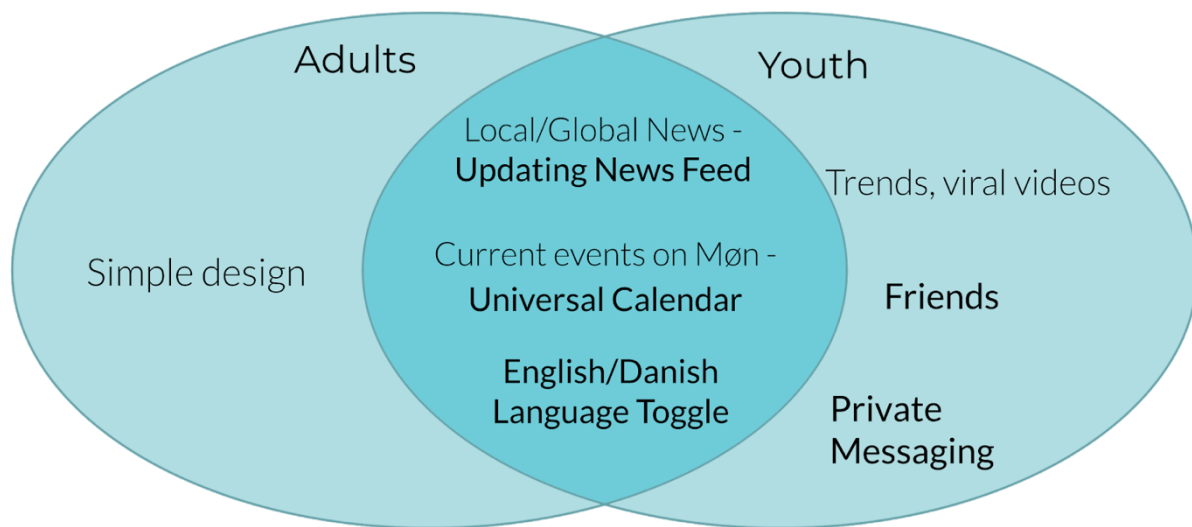 Adults
Youth
Local/Global News -
Updating News Feed
Trends, viral videos
Current events on Møn -
Simple design
Universal Calendar
Friends
English/Danish
Language Toggle
Private
Messaging